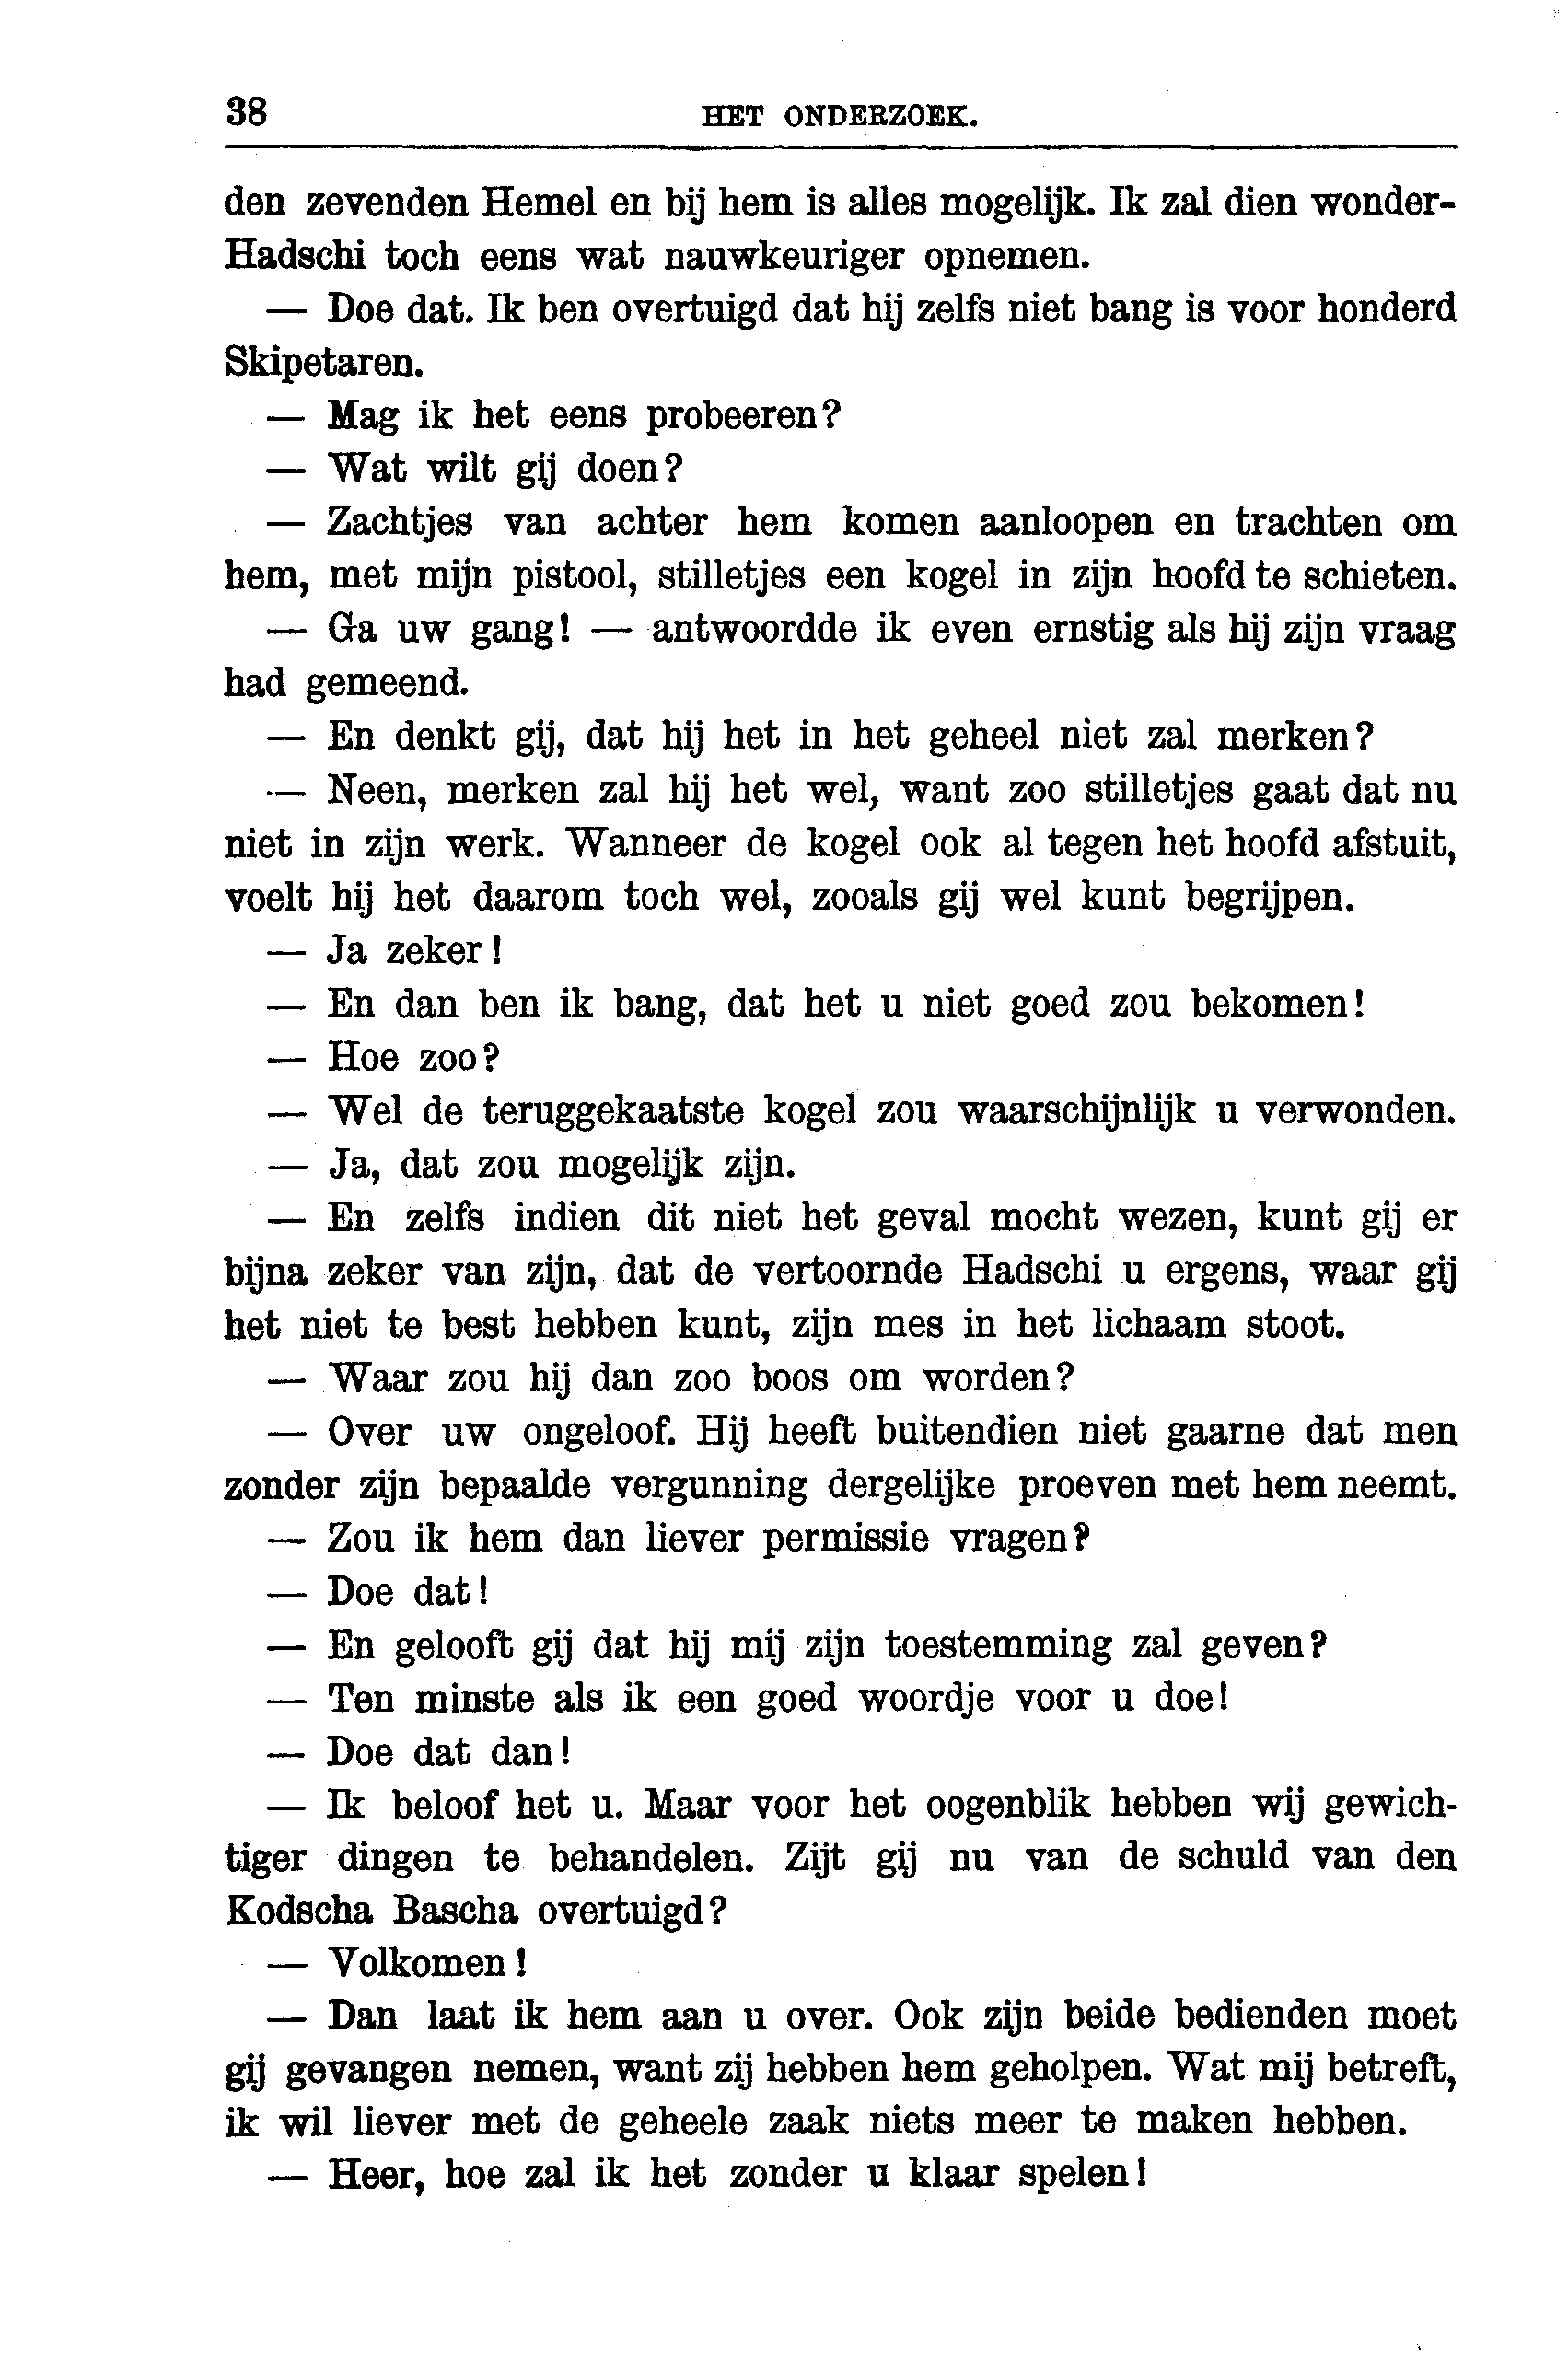 38 HET ONDERZOEK.
den zevenden Hemel en bij hem is alles mogelijk. Ik zal dien wonder-
Hadschi toch eens wat nauwkeuriger opnemen.
— Doe dat. Ik ben overtuigd dat hij zelfs niet bang is voor honderd
Skipetaren.
— Mag ik het eens probeeren?
— Wat wilt gij doen?
— Zachtjes van achter hem komen aanloopen en trachten om
hem, met mijn pistool, stilletjes een kogel in zijn hoofd te schieten.
— Ga uw gang! — antwoordde ik even ernstig als hij zijn vraag
had gemeend.
— En denkt gij, dat hij het in het geheel niet zal merken?
— Neen, merken zal hij het wel, want zoo stilletjes gaat dat nu
niet in zijn werk. Wanneer de kogel ook al tegen het hoofd afstuit,
voelt hij het daarom toch wel, zooals gij wel kunt begrijpen.
— Ja zeker!
— En dan ben ik bang, dat het u niet goed zou bekomen!
— Hoe zoo?
— Wel de teruggekaatste kogel zou waarschijnlijk u verwonden.
— Ja, dat zou mogelijk zijn.
— En zelfs indien dit niet het geval mocht wezen, kunt gij er
bijna zeker van zijn, dat de vertoornde Hadschi u ergens, waar gij
het niet te best hebben kunt, zijn mes in het lichaam stoot.
— Waar zou hij dan zoo boos om worden?
— Over uw ongeloof. Hij heeft buitendien niet gaarne dat men
zonder zijn bepaalde vergunning dergelijke proeven met hem neemt.
— Zou ik hem dan liever permissie vragen?
— Doe dat!
— En gelooft gij dat hij mij zijn toestemming zal geven?
— Ten minste als ik een goed woordje voor u doe!
— Doe dat dan!
— Ik beloof het u. Maar voor het oogenblik hebben wij gewich-
tiger dingen te behandelen. Zijt gij nu van de schuld van den
Kodscha Bascha overtuigd?
— Volkomen!
— Dan laat ik hem aan u over. Ook zijn beide bedienden moet
gij gevangen nemen, want zij hebben hem geholpen. Wat mij betreft,
ik wil liever met de geheele zaak niets meer te maken hebben.
— Heer, hoe zal ik het zonder u klaar spelen!